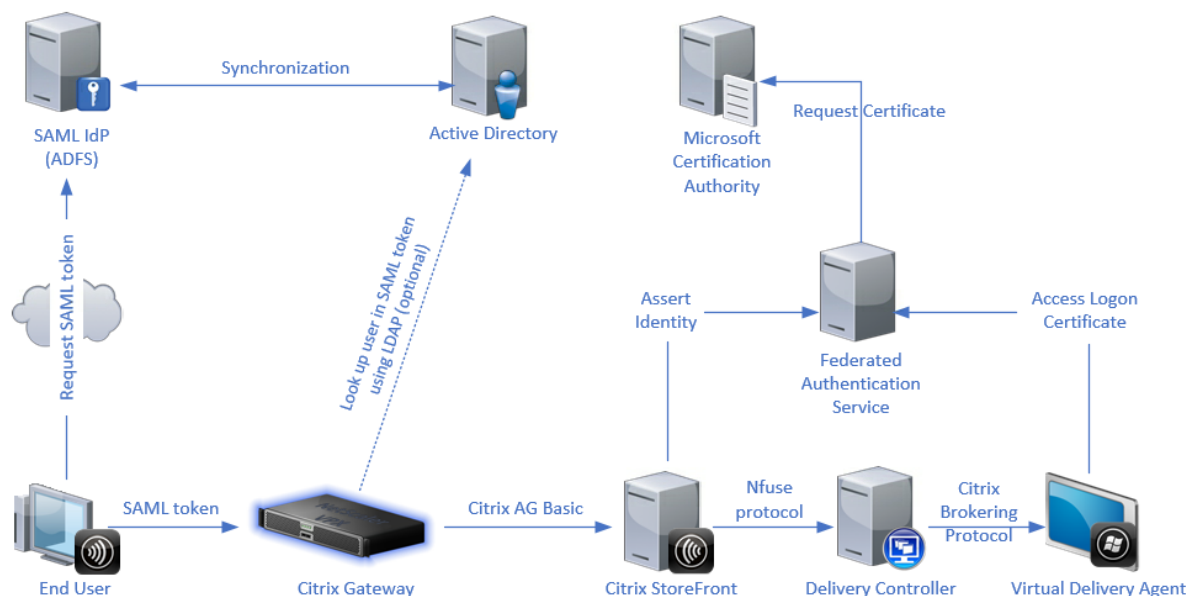 Synchronization
SAML IdP
(ADFS)
Active Directory
Request Certificate
Microsoft
Certification
Authority
Request SAML token
Look up user in SAML token
using LDAP (optional)
Assert
Identity
Access Logon
Certificate
Federated
Authentication
Service
SAML token
Citrix AG Basic
Nfuse
protocol
Citrix
Brokering
Protocol
End User
Citrix Gateway
Citrix StoreFront
Delivery Controller
Virtual Delivery Agent